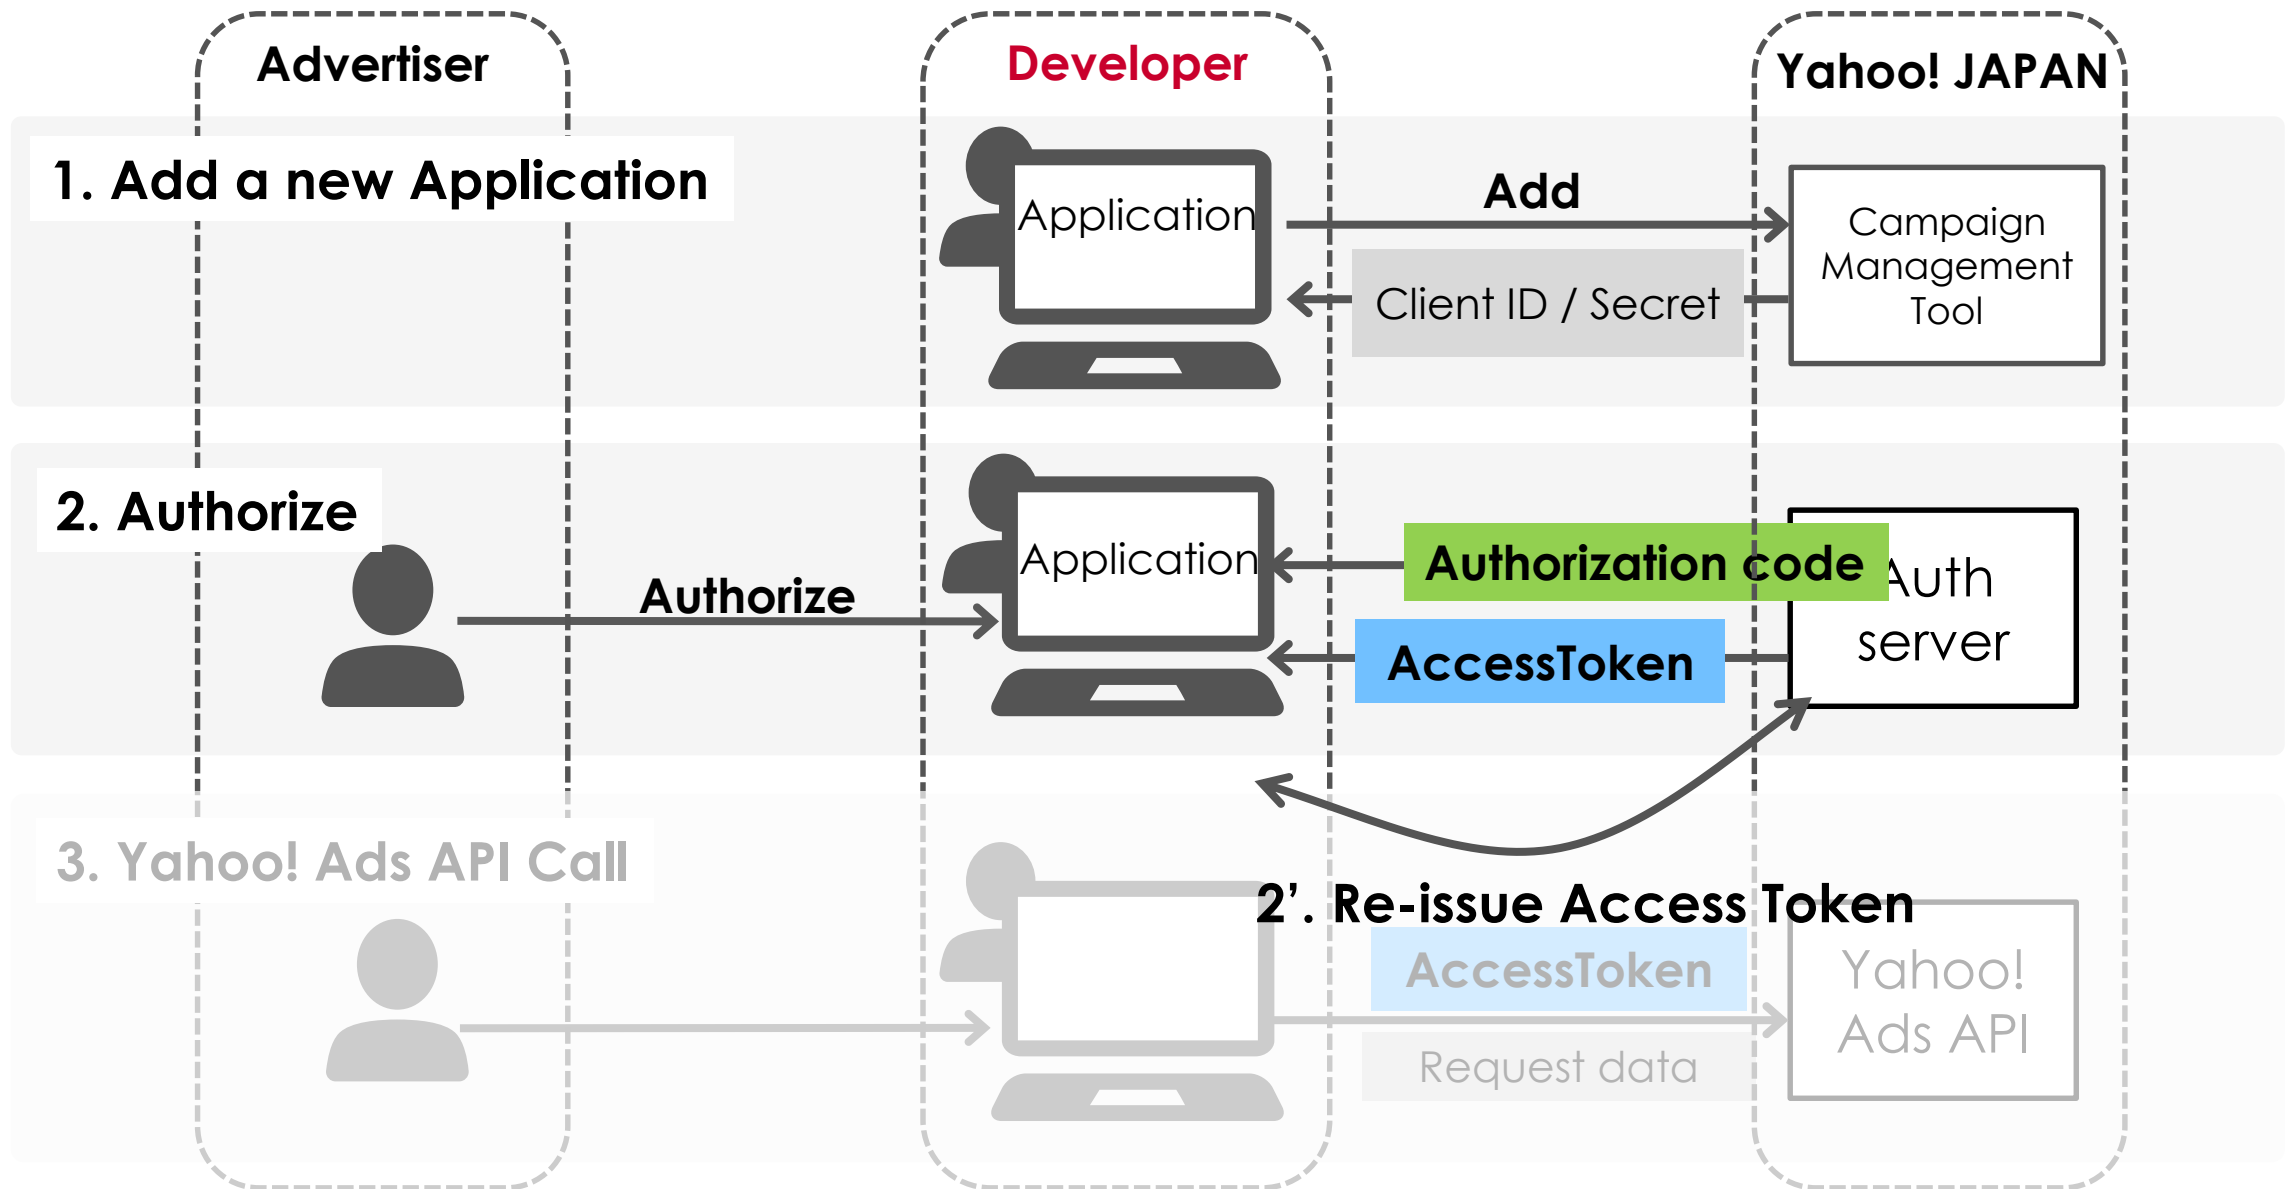 Advertiser
Developer
Yahoo! JAPAN
1. Add a new Application
Application
Add
Client ID / Secret
Campaign
Management
Tool
2. Authorize
Authorize
Application
Authorization code
AccessToken
Auth
server
3. Yahoo! Ads API Call
2’. Re-issue Access Token
AccessToken
Request data
Yahoo!
Ads API